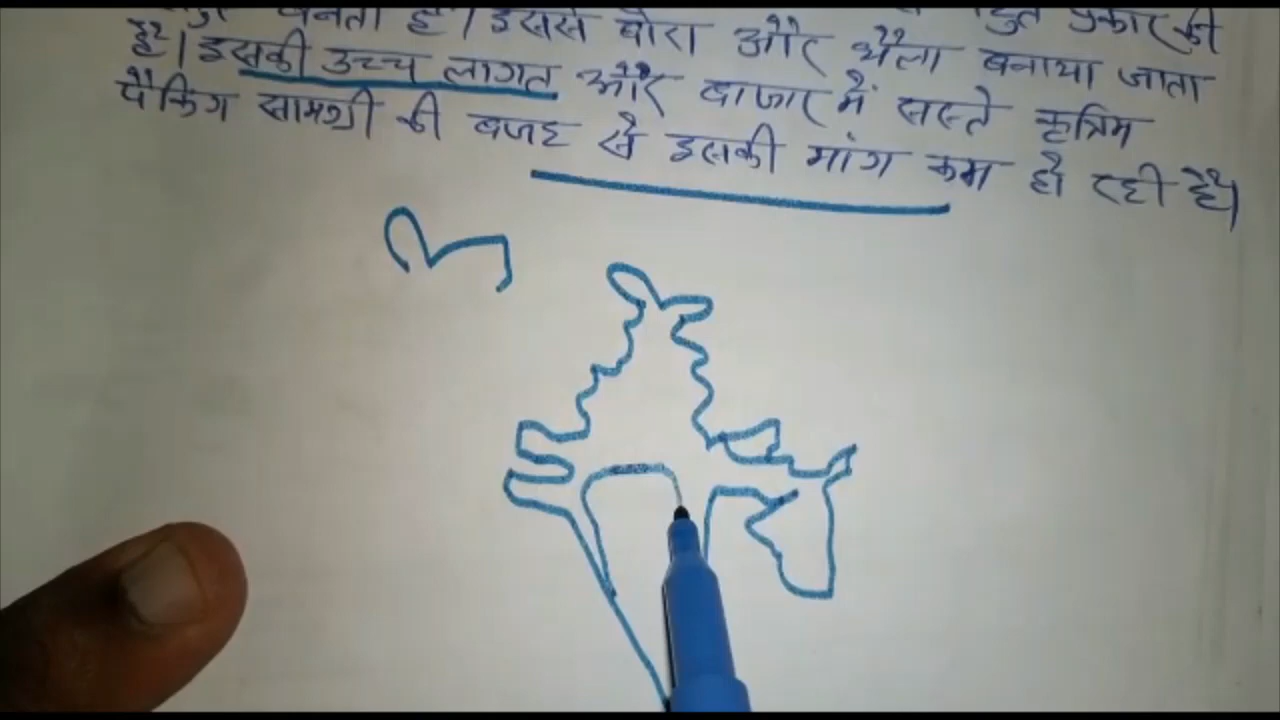 बनता है। इससे बोरा और थैला बनाया जाता
है। इसकी उच्च लागत और बाजार में सस्ते कृत्रिम
पैकिंग सामग्री की वजह से इसकी मांग कम हो रही है।